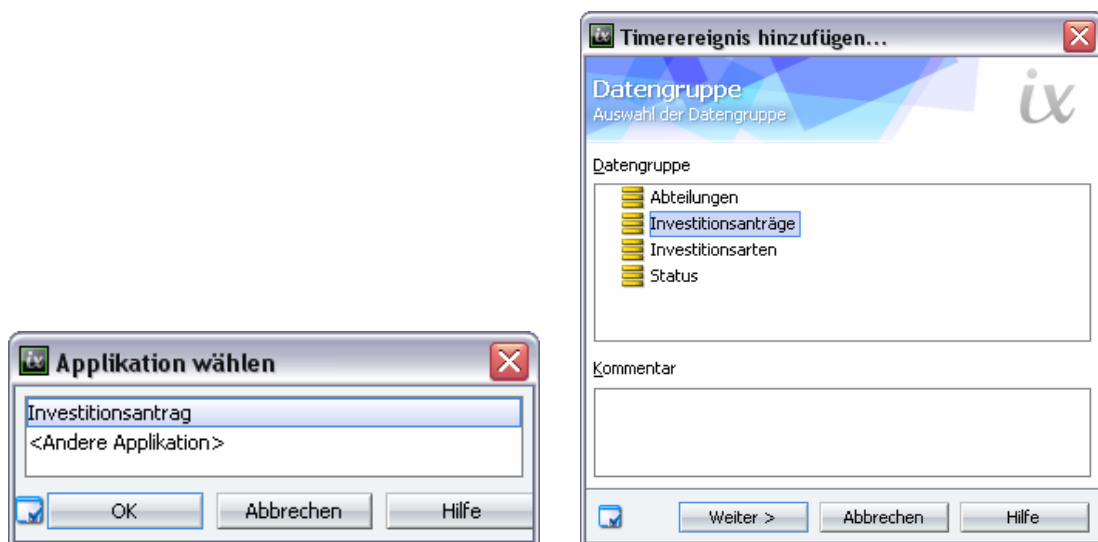 Applikation wählen
Investitionsantrag
<Andere Applikation>
OK Abbrechen Hilfe
Timerereignis hinzufügen...
Datengruppe
Auswahl der Datengruppe
ix
Datengruppe
Abteilungen
Investitionsanträge
Investitionsarten
Status
Kommentar
Weiter > Abbrechen Hilfe